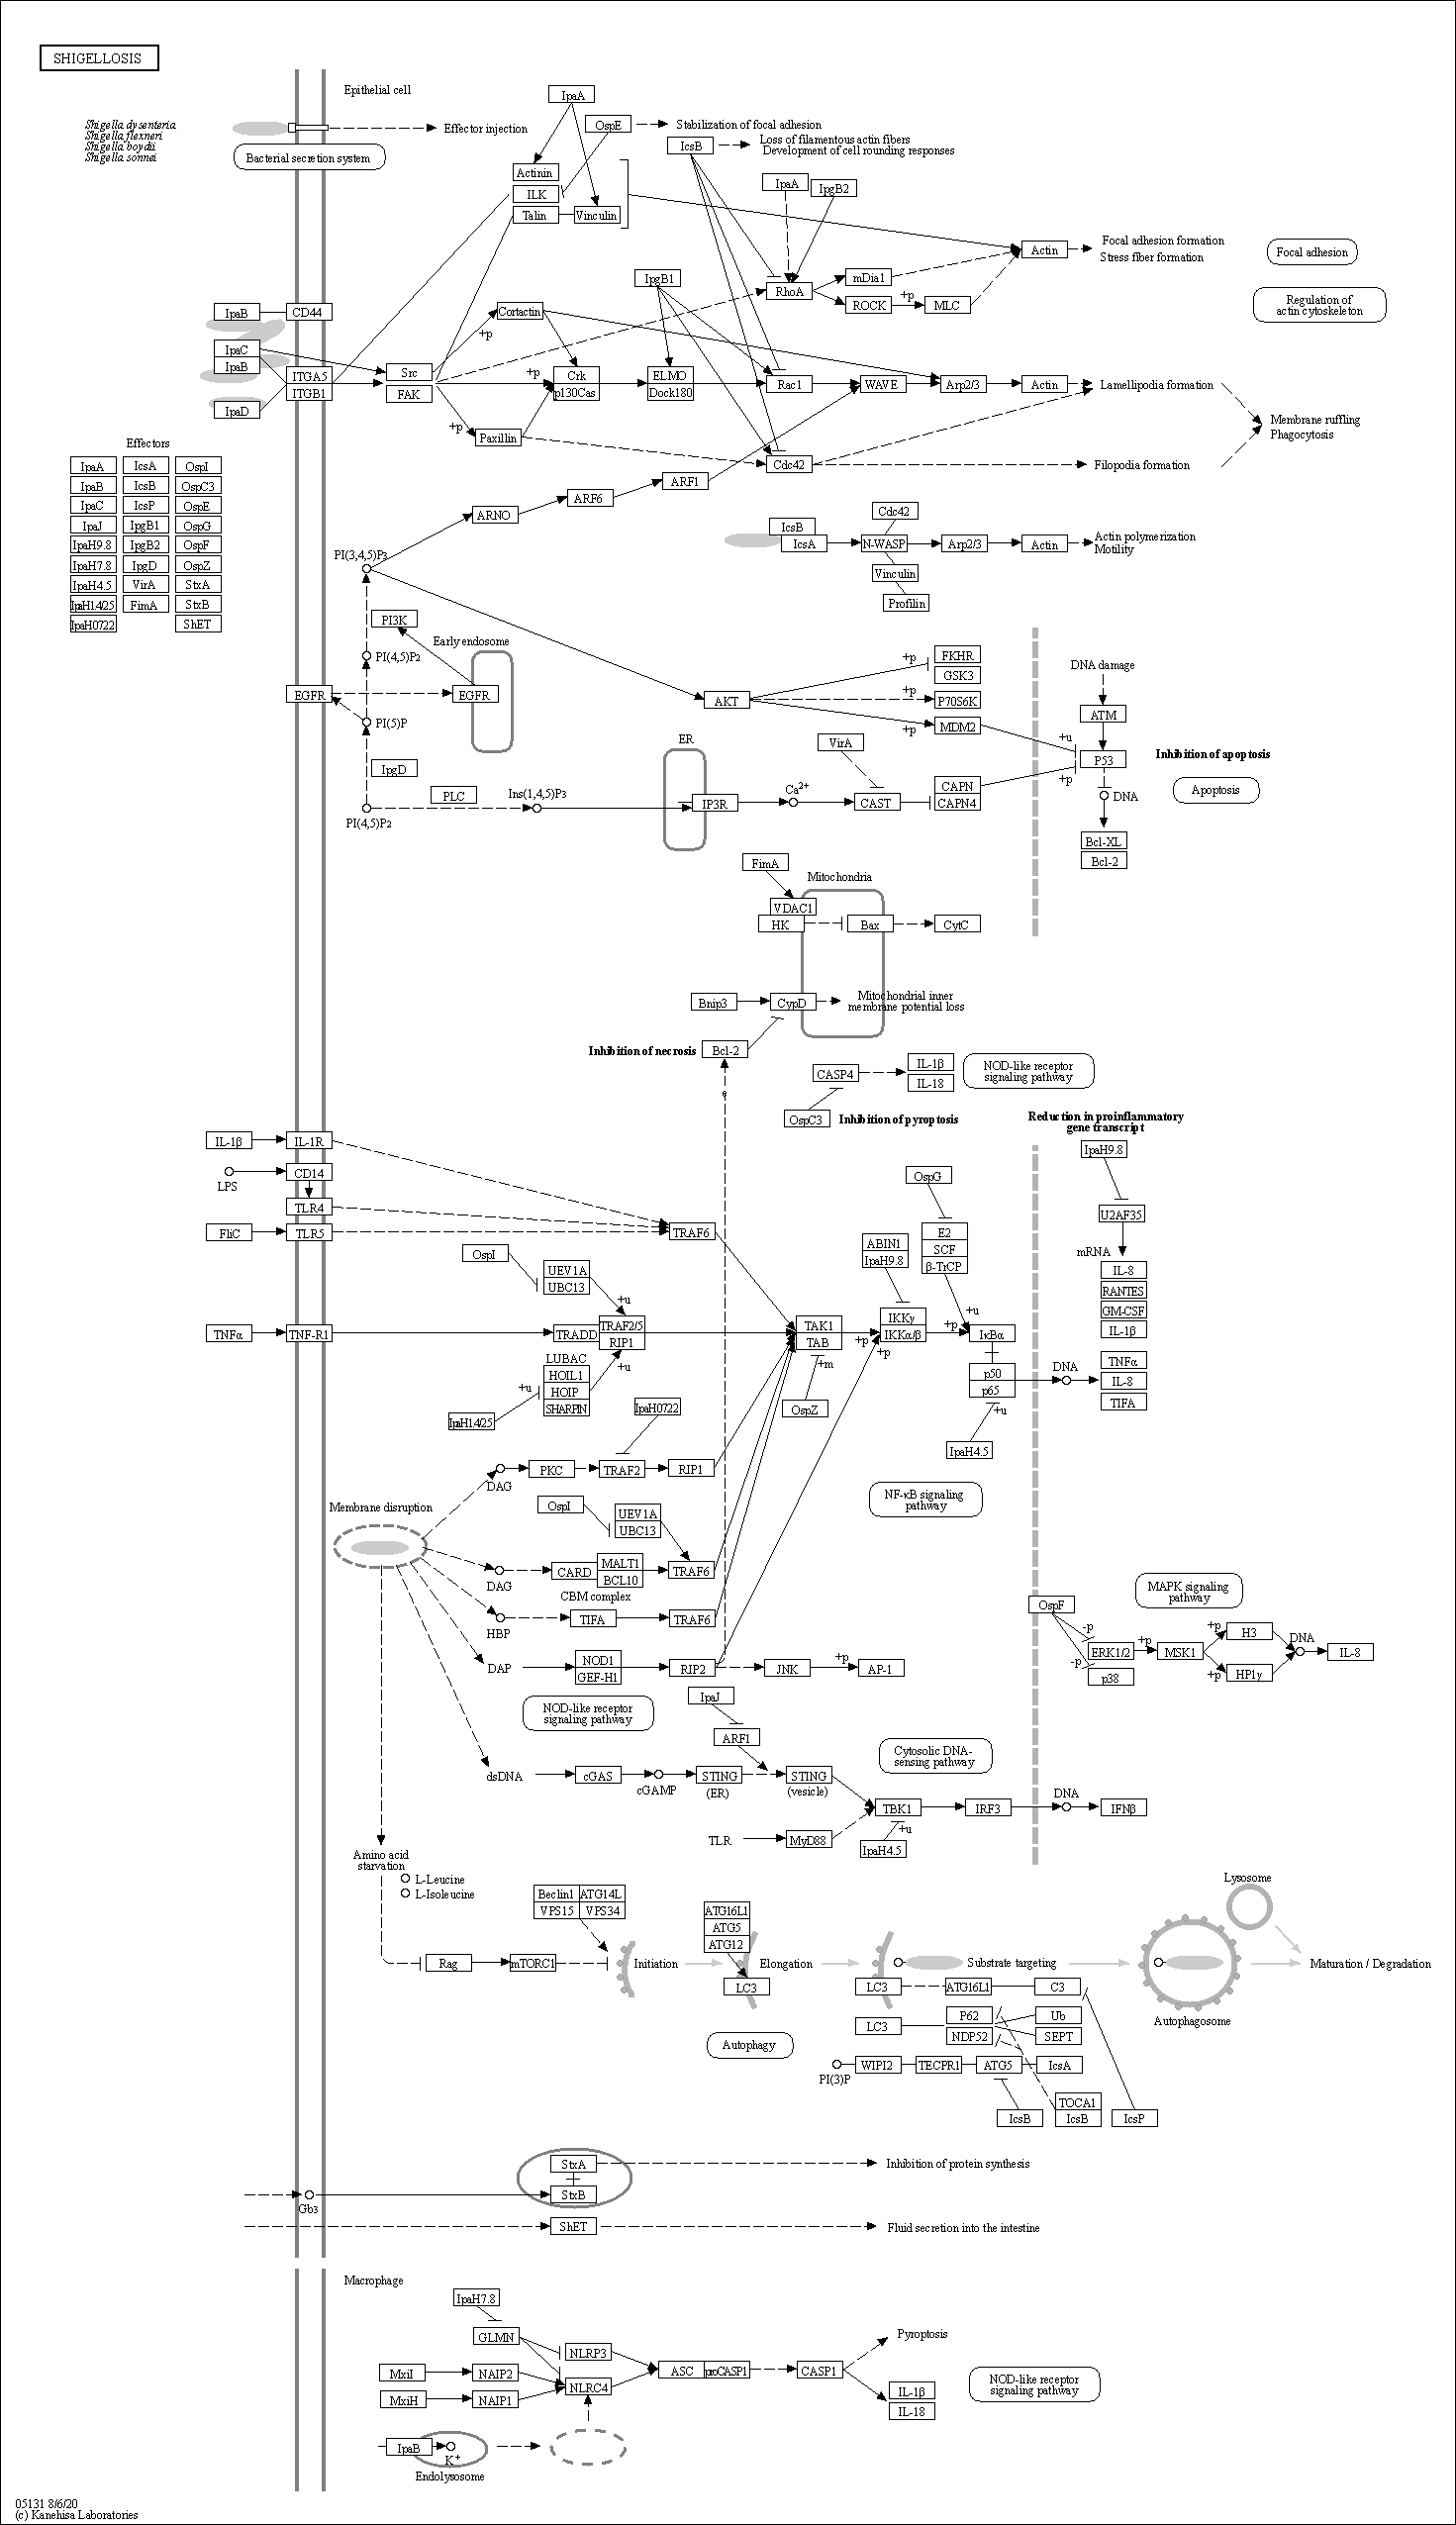 SHIGELLOSIS
Epithelial cell
Shigella dysenteria
Shigella flexneri
Shigella boydii
Shigella sonnei
Effector injection
Bacterial secretion system
IpaA
OspE
Stabilization of focal adhesion
IcsB
Loss of filamentous actin fibers
Development of cell rounding responses
Actinin
ILK
Talin
Vinculin
IpaA
IpgB2
Actin
Focal adhesion formation
Stress fiber formation
Focal adhesion
Regulation of
actin cytoskeleton
IpgB1
RhoA
mDia1
ROCK
+p
MLC
IpaB
CD44
Cortactin
+p
IpaC
IpaB
IpaD
ITGA5
ITGB1
Src
FAK
+p
Crk
p130Cas
ELMO
Dock180
Rac1
WAVE
Arp2/3
Actin
Lamellipodia formation
Membrane ruffling
Phagocytosis
+p
Paxillin
Cdc42
Filopodia formation
ARF1
ARF6
ARNO
Effectors
IpaA IcsA OspI
IpaB IcsB OspC3
IpaC IcsP OspE
IpaJ IpgB1 OspG
IpaH9.8 IpgB2 OspF
IpaH7.8 IpgD OspZ
IpaH4.5 VirA StxA
IpaH1.4/2.5 FimA StxB
IpaH0722 ShET
IcsB
IcsA
Cdc42
N-WASP
Vinculin
Profilin
Arp2/3
Actin
Actin polymerization
Motility
PI(3,4,5)P3
PI3K
Early endosome
PI(4,5)P2
EGFR
EGFR
PI(5)P
IpgD
PI(4,5)P2
PLC
Ins(1,4,5)P3
ER
IP3R
Ca2+
VirA
CAST
CAPN
CAPN4
AKT
+p
FKHR
GSK3
+p
P70S6K
+p
MDM2
+u
+p
DNA damage
ATM
P53
DNA
Bcl-XL
Bcl-2
Inhibition of apoptosis
Apoptosis
FimA
Mitochondria
VDAC1
HK
Bax
CytC
Bnip3
CypD
Mitochondrial inner
membrane potential loss
Inhibition of necrosis
Bcl-2
e
CASP4
IL-1β
IL-18
NOD-like receptor
signaling pathway
OspC3
Inhibition of pyroptosis
Reduction in proinflammatory
gene transcript
IL-1β
IL-1R
LPS
CD14
TLR4
FliC
TLR5
TRAF6
IpaH9.8
U2AF35
mRNA
IL-8
RANTES
GM-CSF
IL-1β
OspG
E2
SCF
β-TrCP
ABIN1
IpaH9.8
OspI
UEV1A
UBC13
+u
TNFα
TNF-R1
TRADD
TRAF2/5
RIP1
+u
TAK1
TAB
+p
+p
IKKγ
IKKα/β
+p
+u
IκBα
p50
p65
+u
IpaH4.5
DNA
TNFα
IL-8
TIFA
+m
OspZ
LUBAC
HOIL1
HOIP
SHARPIN
+u
IpaH1.4/2.5
IpaH0722
DAG
PKC
TRAF2
RIP1
NF-κB signaling
pathway
Membrane disruption
OspI
UEV1A
UBC13
DAG
CARD
MALT1
BCL10
TRAF6
CBM complex
HBP
TIFA
TRAF6
DAP
NOD1
GEF-H1
RIP2
JNK
+p
AP-1
NOD-like receptor
signaling pathway
MAPK signaling
pathway
OspF
-p
-p
ERK1/2
p38
+p
MSK1
+p
H3
+p
HP1γ
DNA
IL-8
IpaJ
ARF1
dsDNA
cGAS
cGAMP
STING
(ER)
STING
(vesicle)
Cytosolic DNA-
sensing pathway
TBK1
IRF3
DNA
IFNβ
TLR
MyD88
+u
IpaH4.5
Amino acid
starvation
L-Leucine
L-Isoleucine
Rag
mTORC1
Beclin1
ATG14L
VPS15
VPS34
Initiation
ATG16L1
ATG5
ATG12
LC3
Elongation
Substrate targeting
Lysosome
Autophagosome
Maturation / Degradation
LC3
ATG16L1
C3
LC3
P62
NDP52
Ub
SEPT
Autophagy
PI(3)P
WIPI2
TECPR1
ATG5
IcsA
IcsB
TOCA1
IcsB
IcsP
StxA
StxB
Inhibition of protein synthesis
Gb3
ShET
Fluid secretion into the intestine
Macrophage
IpaH7.8
GLMN
NLRP3
MxiI
NAIP2
NLRC4
MxiH
NAIP1
ASC
proCASP1
CASP1
Pyroptosis
IL-1β
IL-18
NOD-like receptor
signaling pathway
IpaB
K+
Endolysosome
05131 8/6/20
(c) Kanehisa Laboratories